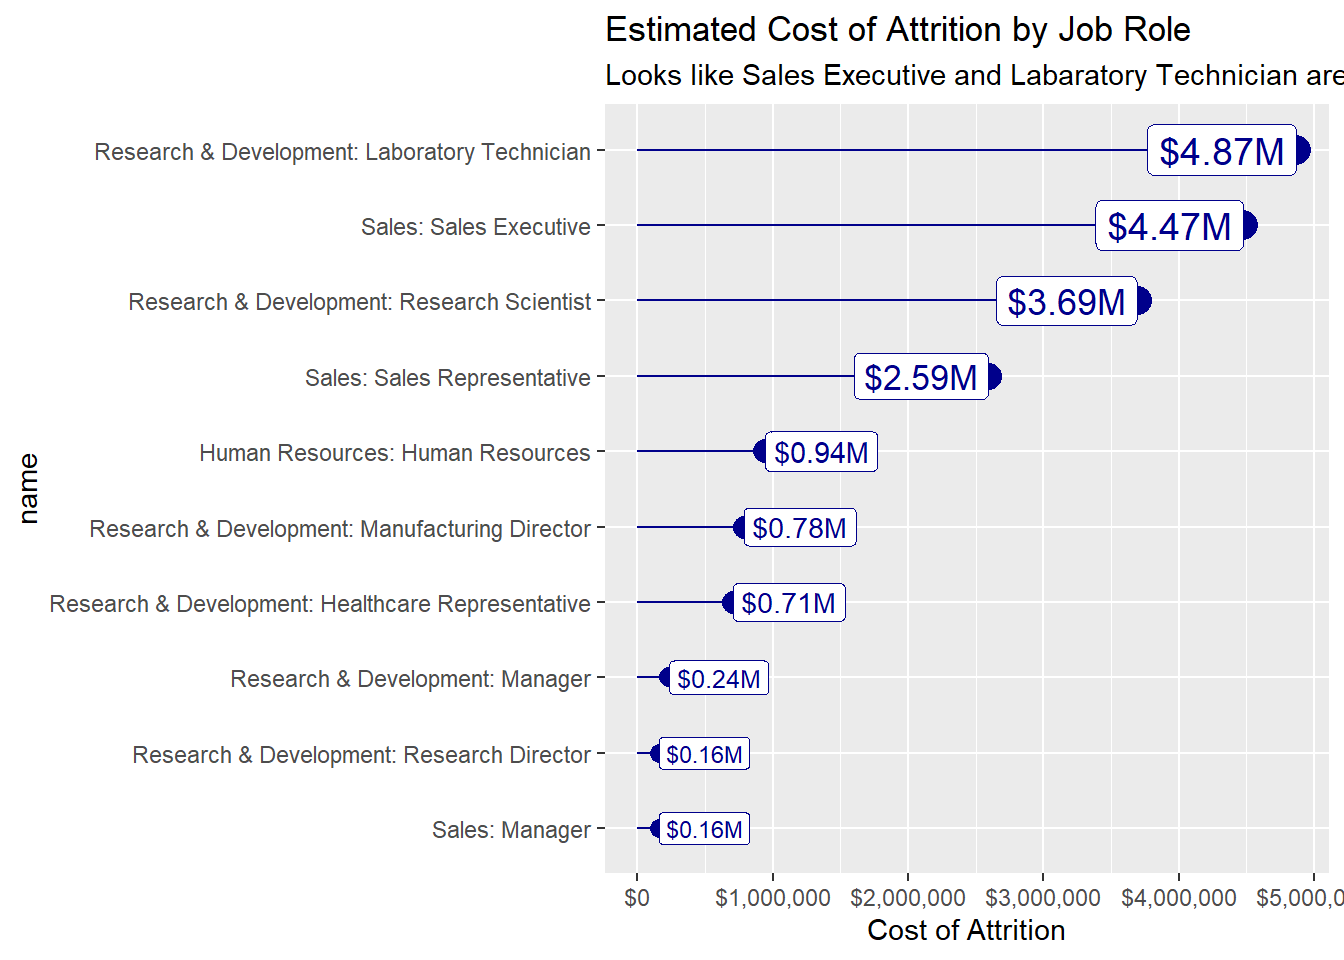 Estimated Cost of Attrition by Job Role
Looks like Sales Executive and Labaratory Technician are
Research & Development: Laboratory Technician
$4.87M
Sales: Sales Executive
$4.47M
Research & Development: Research Scientist
$3.69M
Sales: Sales Representative
$2.59M
Human Resources: Human Resources
$0.94M
Research & Development: Manufacturing Director
$0.78M
Research & Development: Healthcare Representative
$0.71M
Research & Development: Manager
$0.24M
Research & Development: Research Director
$0.16M
Sales: Manager
$0.16M
name
$0 $1,000,000 $2,000,000 $3,000,000 $4,000,000 $5,000,0
Cost of Attrition